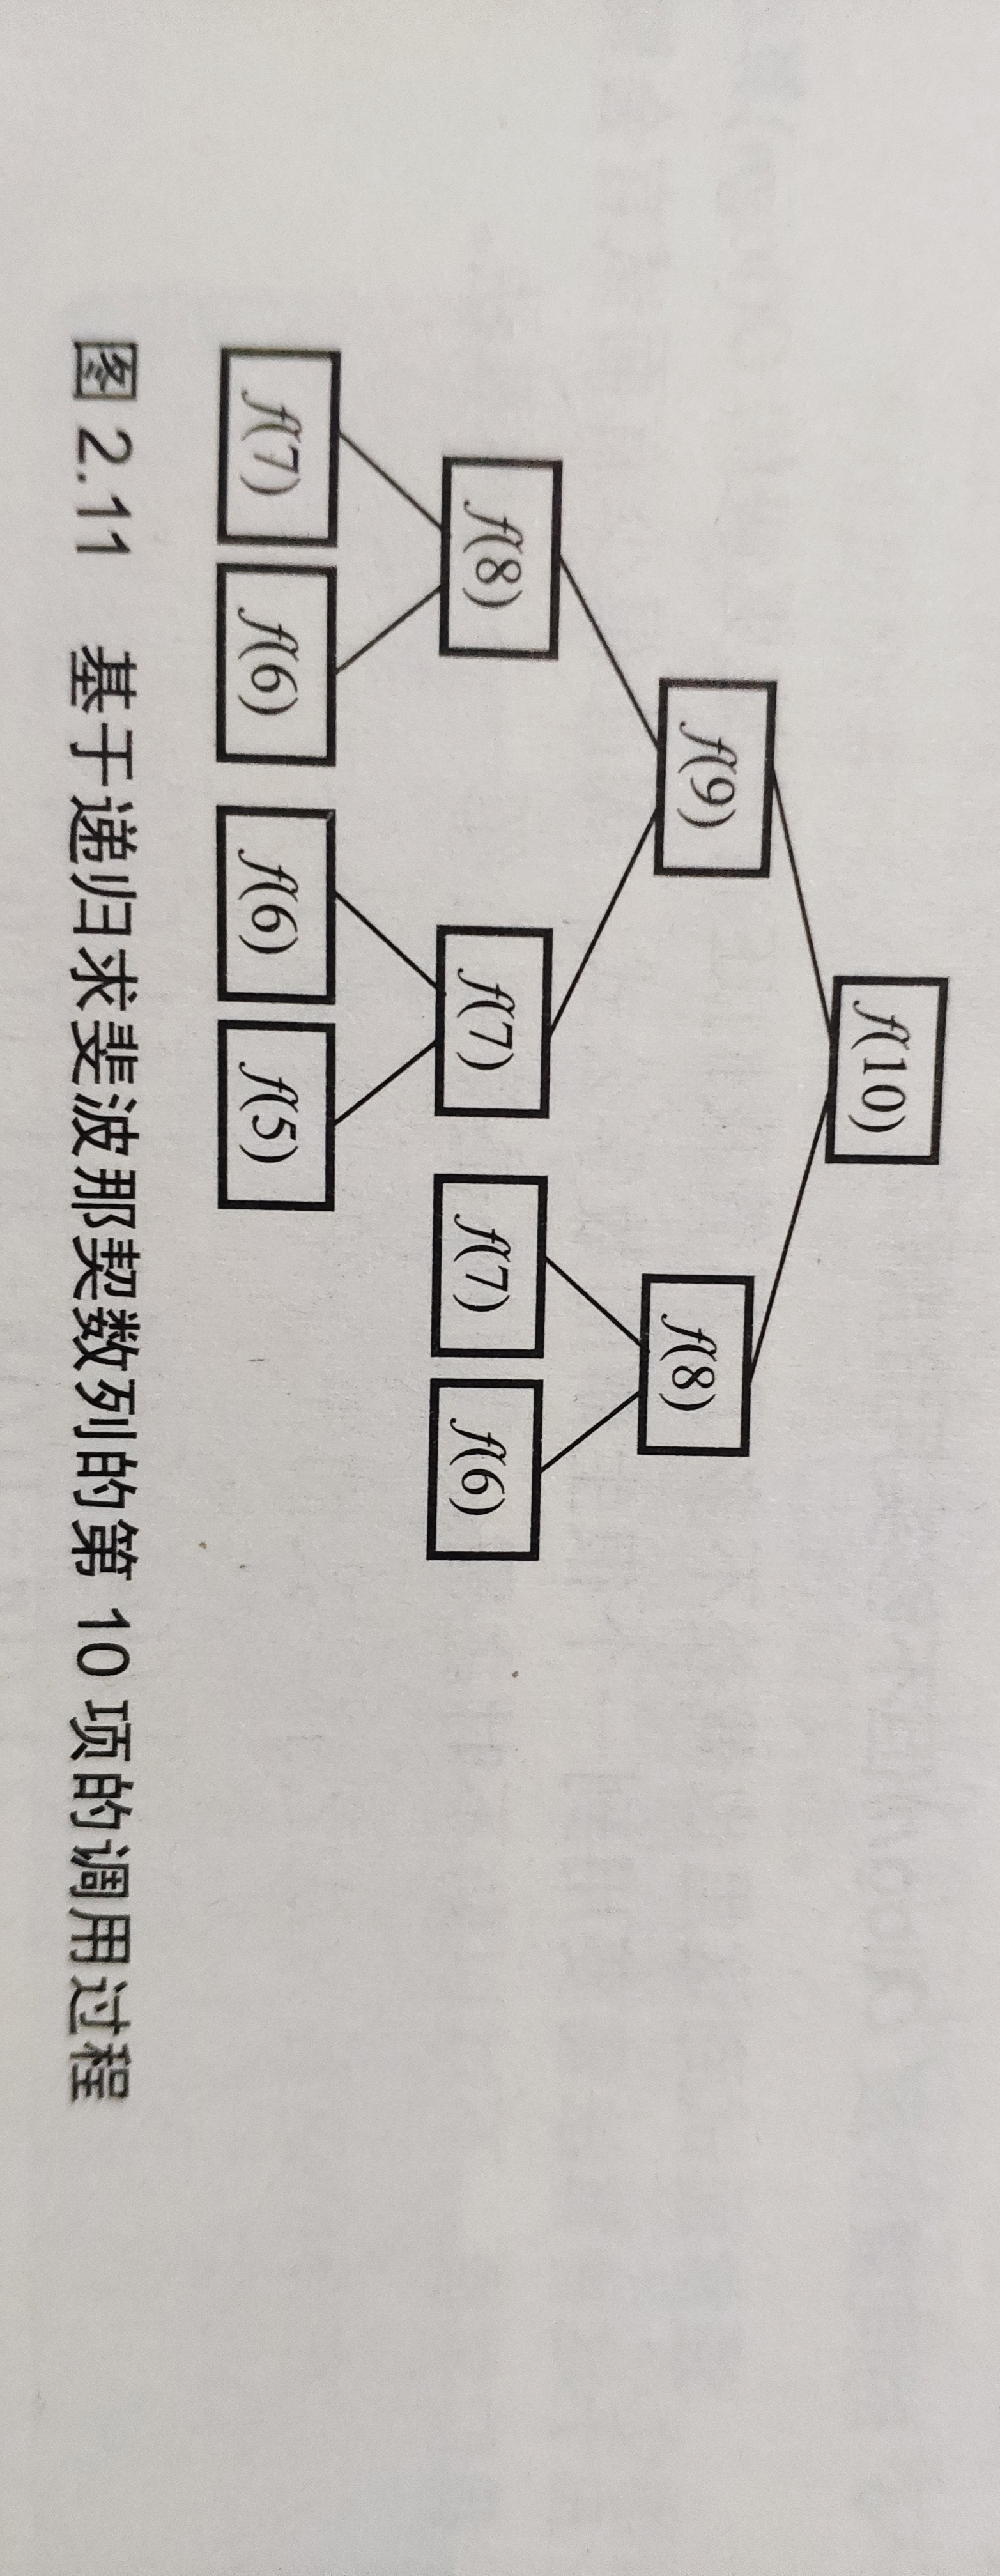 f(10)
f(9) f(8)
f(8) f(7) f(7) f(6)
f(7) f(6) f(6) f(5)
图 2.11 基于递归求斐波那契数列的第 10 项的调用过程